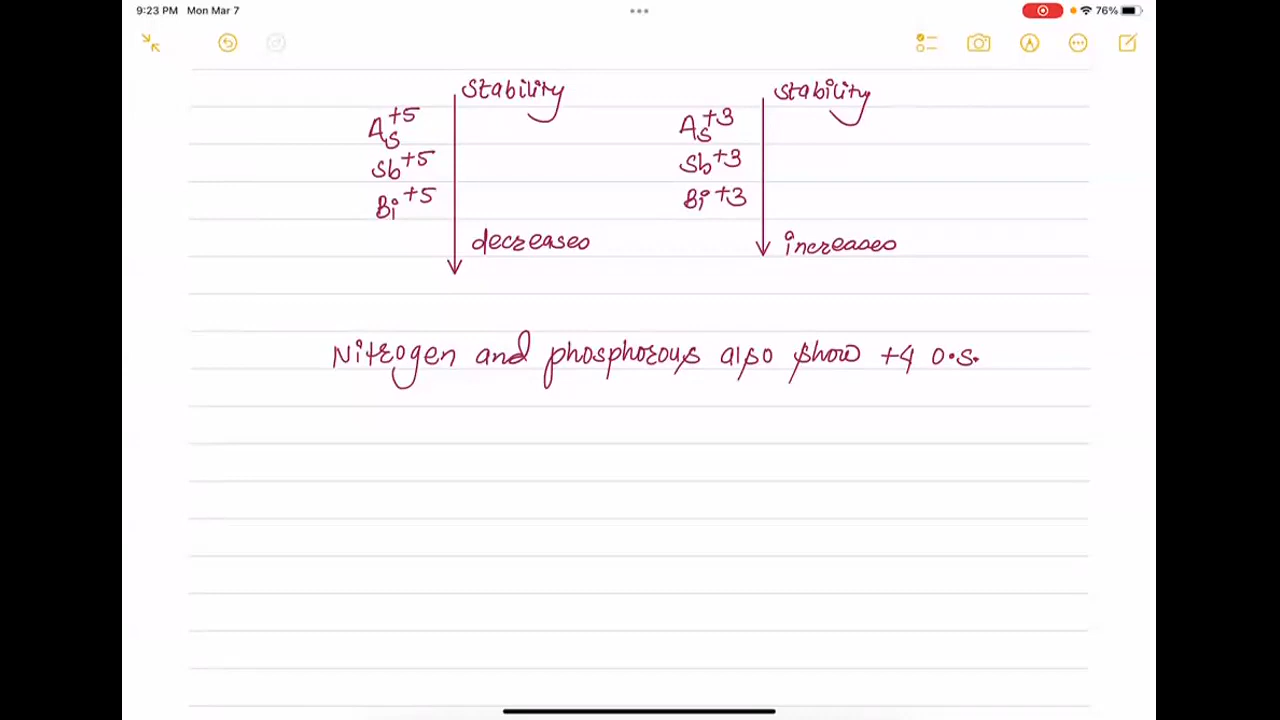 9:23 PM Mon Mar 7
76%
stability
stability
As+5
As+3
Sb+5
Sb+3
Bi+5
Bi+3
decreases
increases
Nitrogen and phosphorous also show +4 o.s.